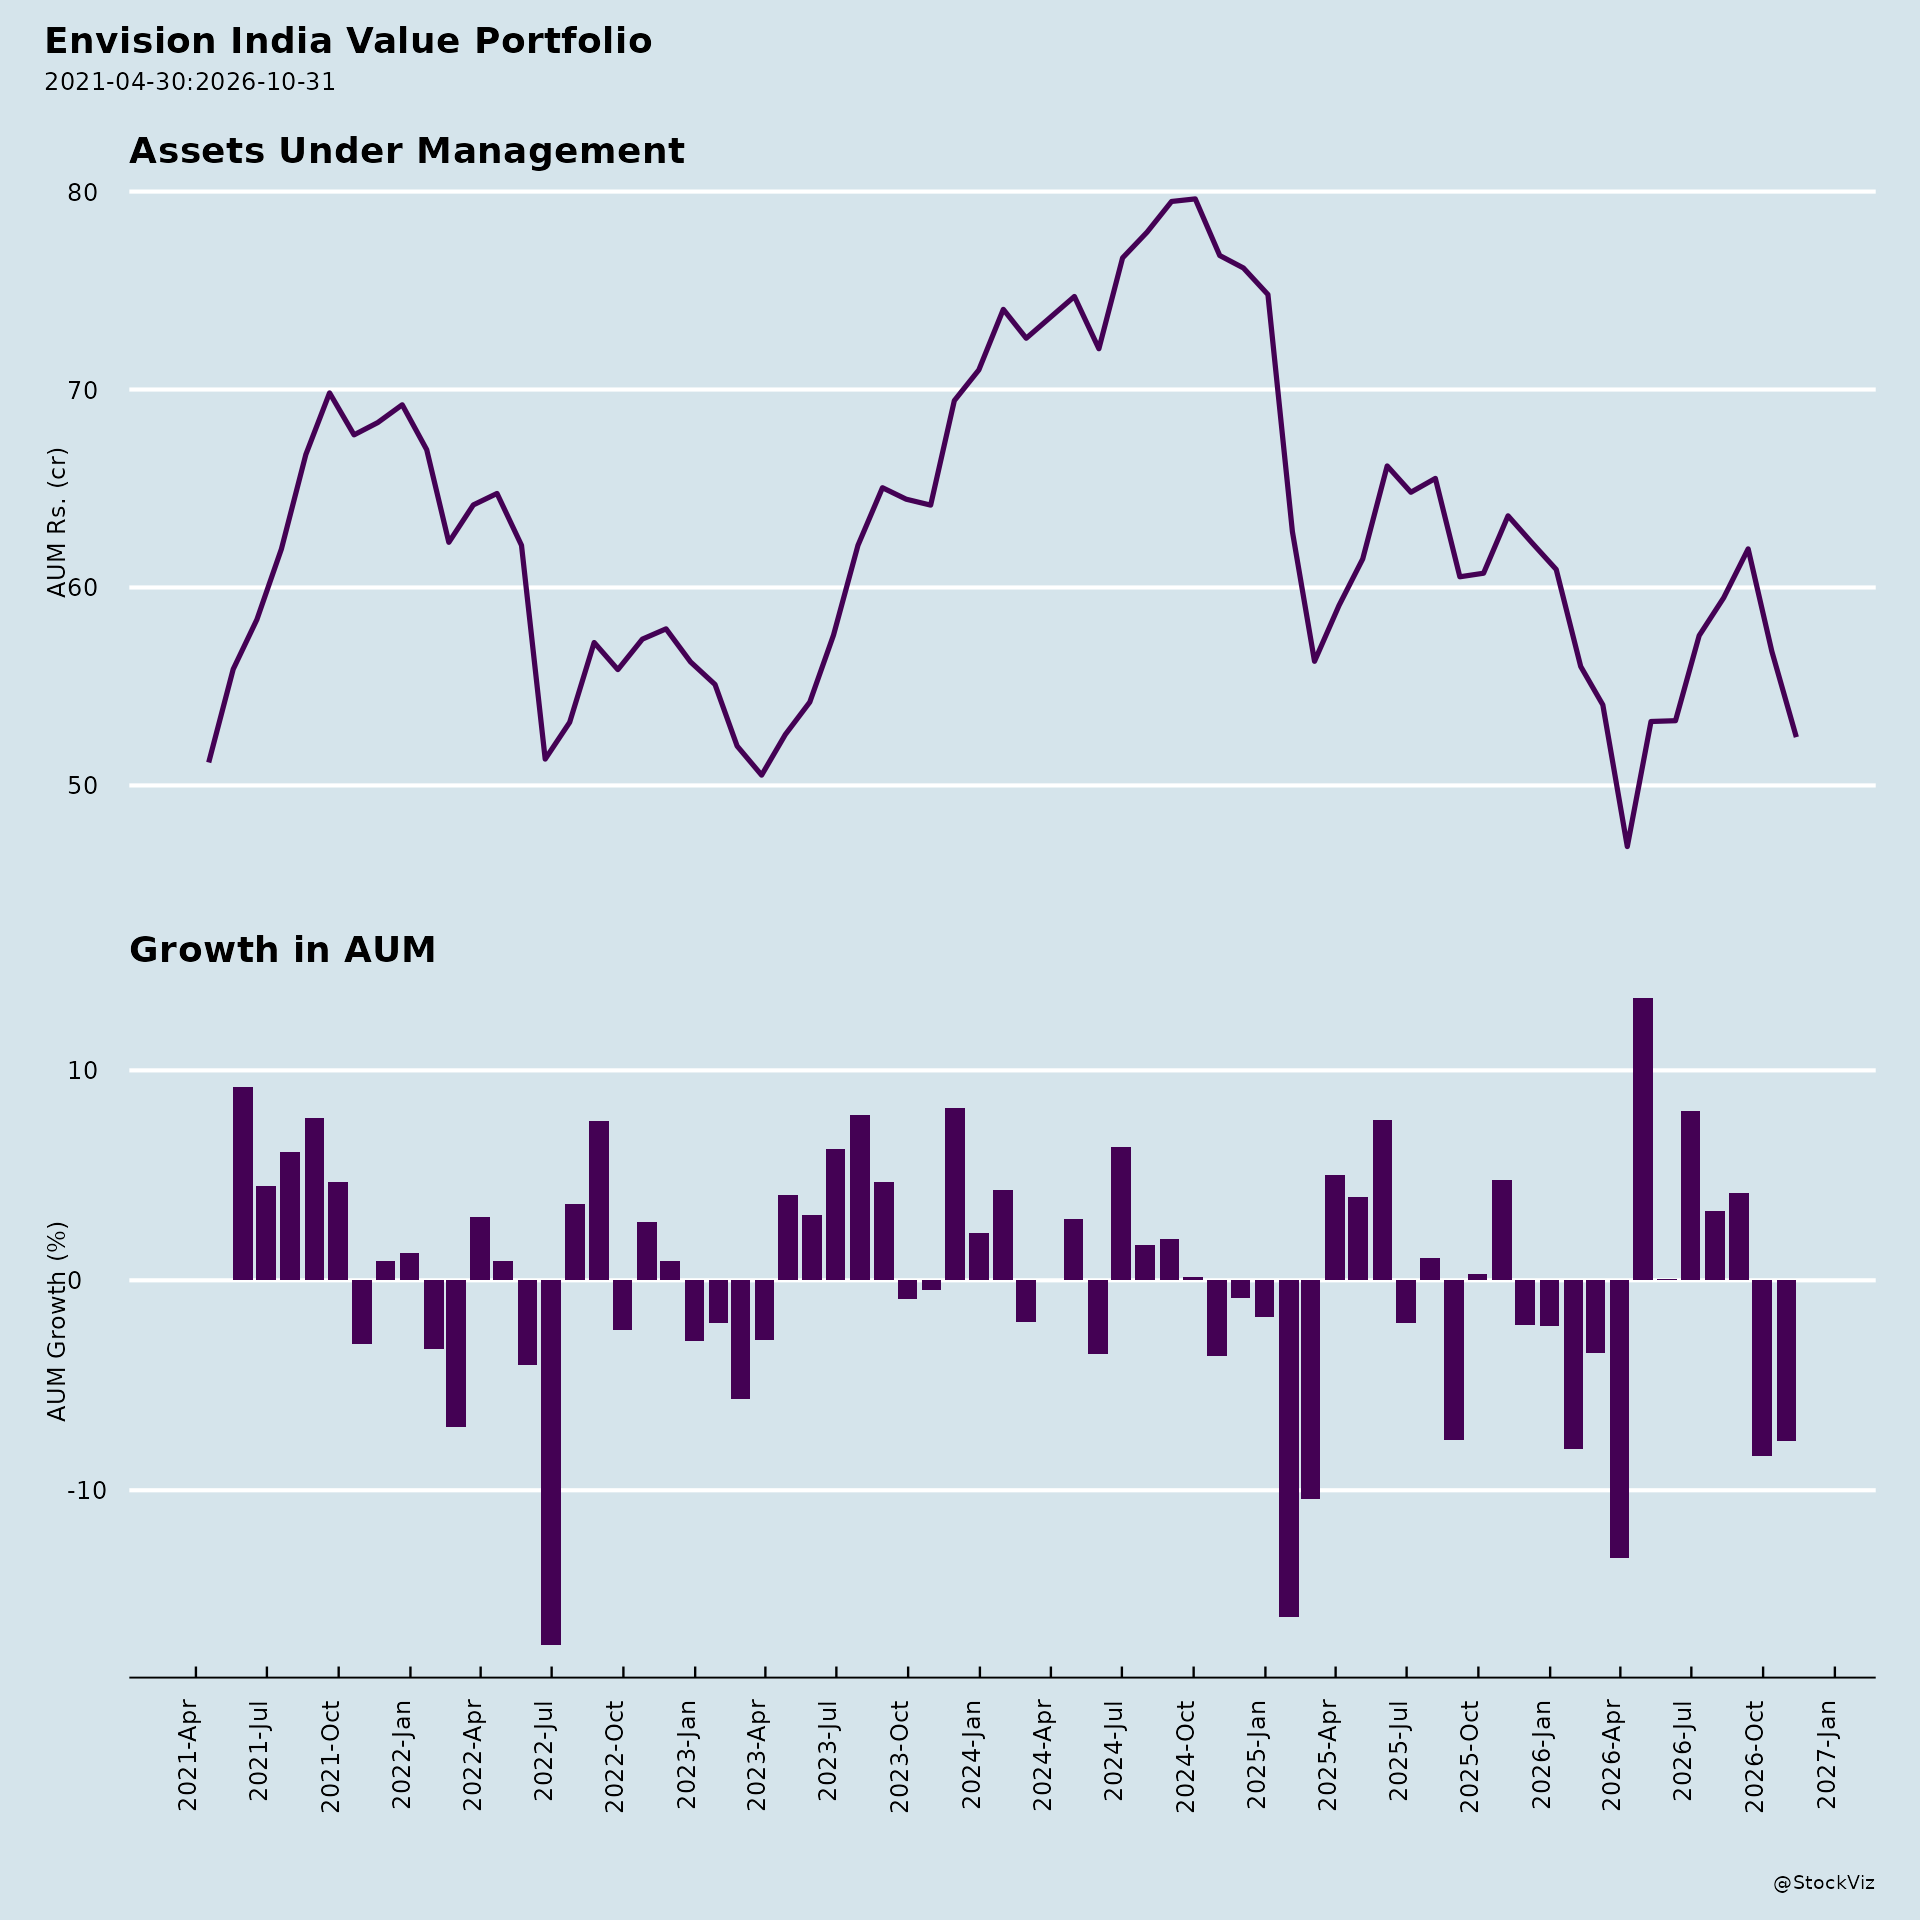 Envision India Value Portfolio
2021-04-30:2026-10-31
Assets Under Management
AUM Rs. (cr)
80
70
60
50
Growth in AUM
AUM Growth (%)
10
0
-10
2021-Apr
2021-Jul
2021-Oct
2022-Jan
2022-Apr
2022-Jul
2022-Oct
2023-Jan
2023-Apr
2023-Jul
2023-Oct
2024-Jan
2024-Apr
2024-Jul
2024-Oct
2025-Jan
2025-Apr
2025-Jul
2025-Oct
2026-Jan
2026-Apr
2026-Jul
2026-Oct
2027-Jan
@StockViz